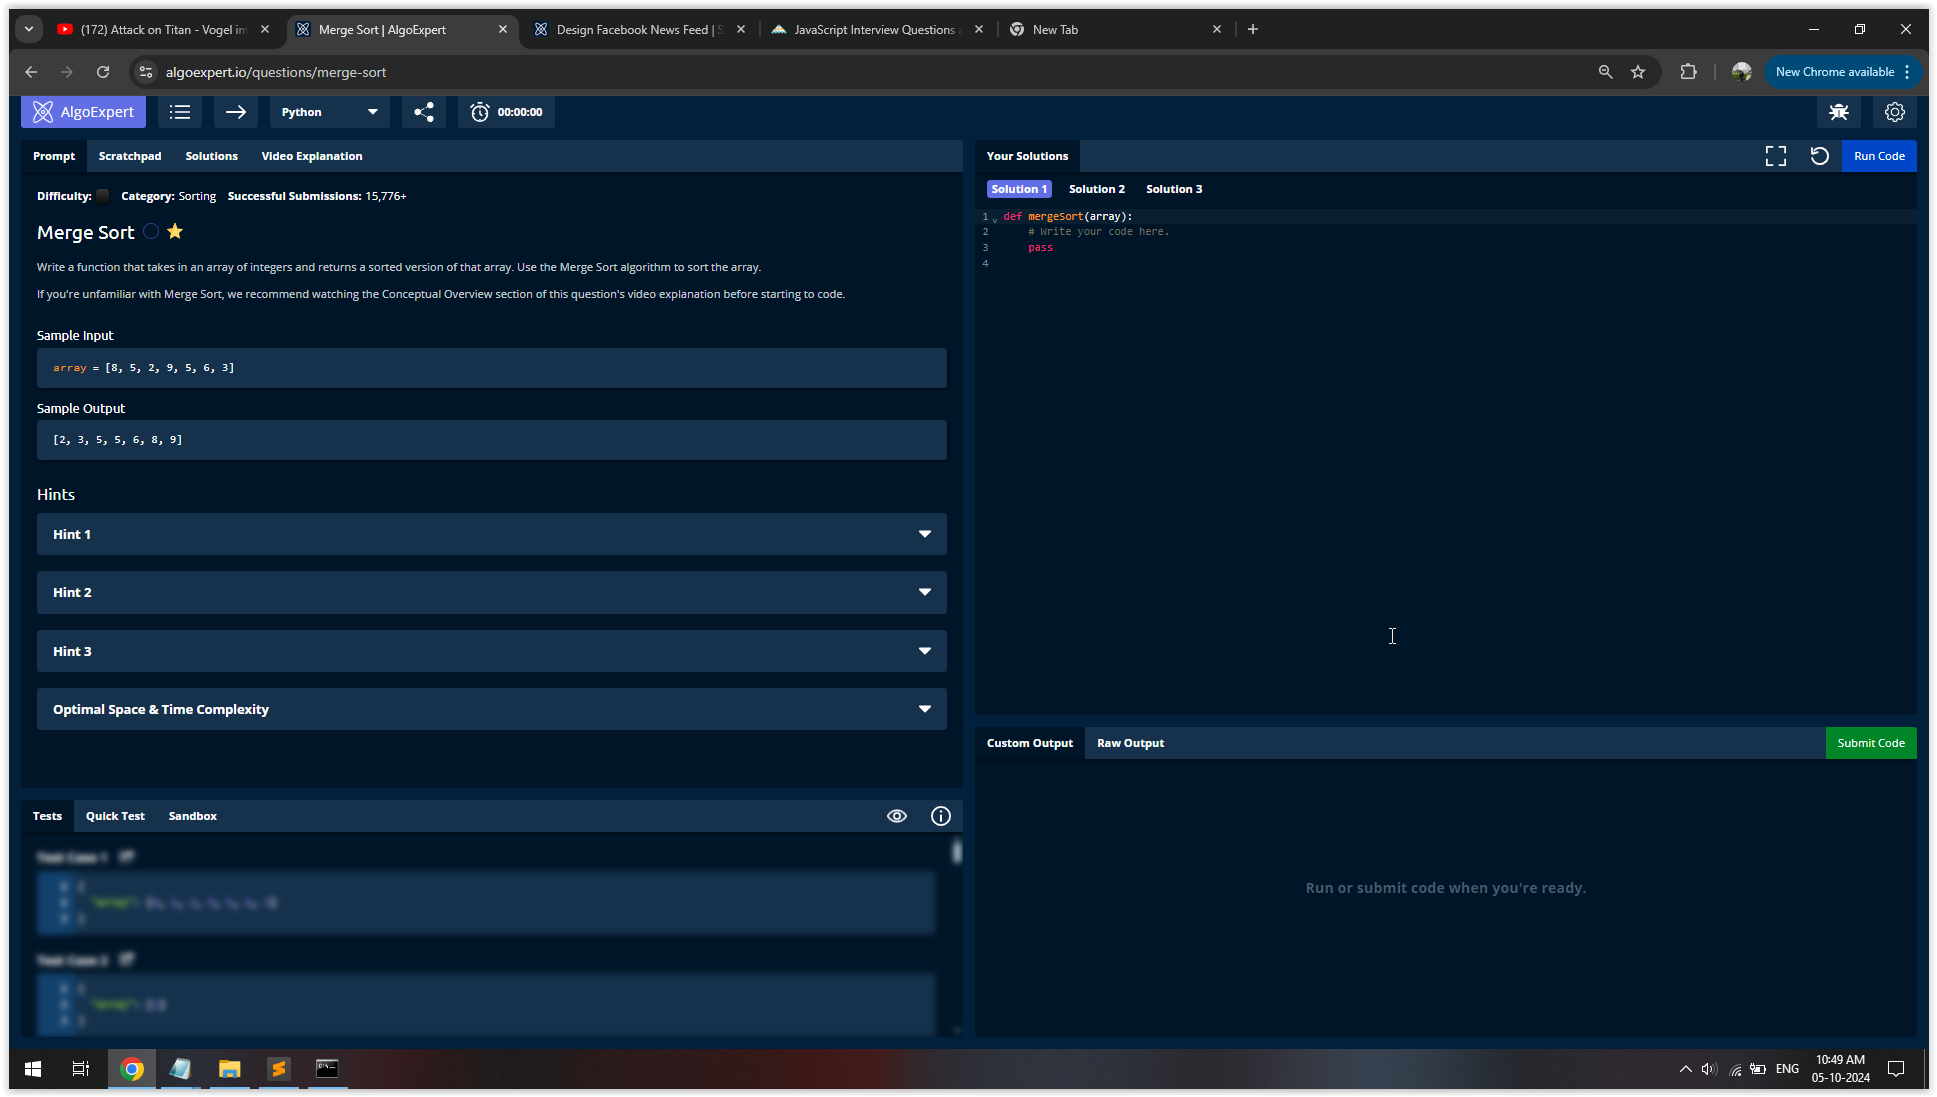 (172) Attack on Titan - Vogel im
Merge Sort | AlgoExpert
Design Facebook News Feed | S
JavaScript Interview Questions a
New Tab
algoexpert.io/questions/merge-sort
New Chrome available
AlgoExpert
Python
00:00:00
Prompt
Scratchpad
Solutions
Video Explanation
Difficulty:
Category: Sorting
Successful Submissions: 15,776+
Merge Sort
Write a function that takes in an array of integers and returns a sorted version of that array. Use the Merge Sort algorithm to sort the array.
If you're unfamiliar with Merge Sort, we recommend watching the Conceptual Overview section of this question's video explanation before starting to code.
Sample Input
array = [8, 5, 2, 9, 5, 6, 3]
Sample Output
[2, 3, 5, 5, 6, 8, 9]
Hints
Hint 1
Hint 2
Hint 3
Optimal Space & Time Complexity
Tests
Quick Test
Sandbox
Test Case 1
"array":
Test Case 2
"array":
Your Solutions
Run Code
Solution 1
Solution 2
Solution 3
1 def mergeSort(array):
2 # Write your code here.
3 pass
4
Custom Output
Raw Output
Submit Code
Run or submit code when you're ready.
ENG
10:49 AM
05-10-2024